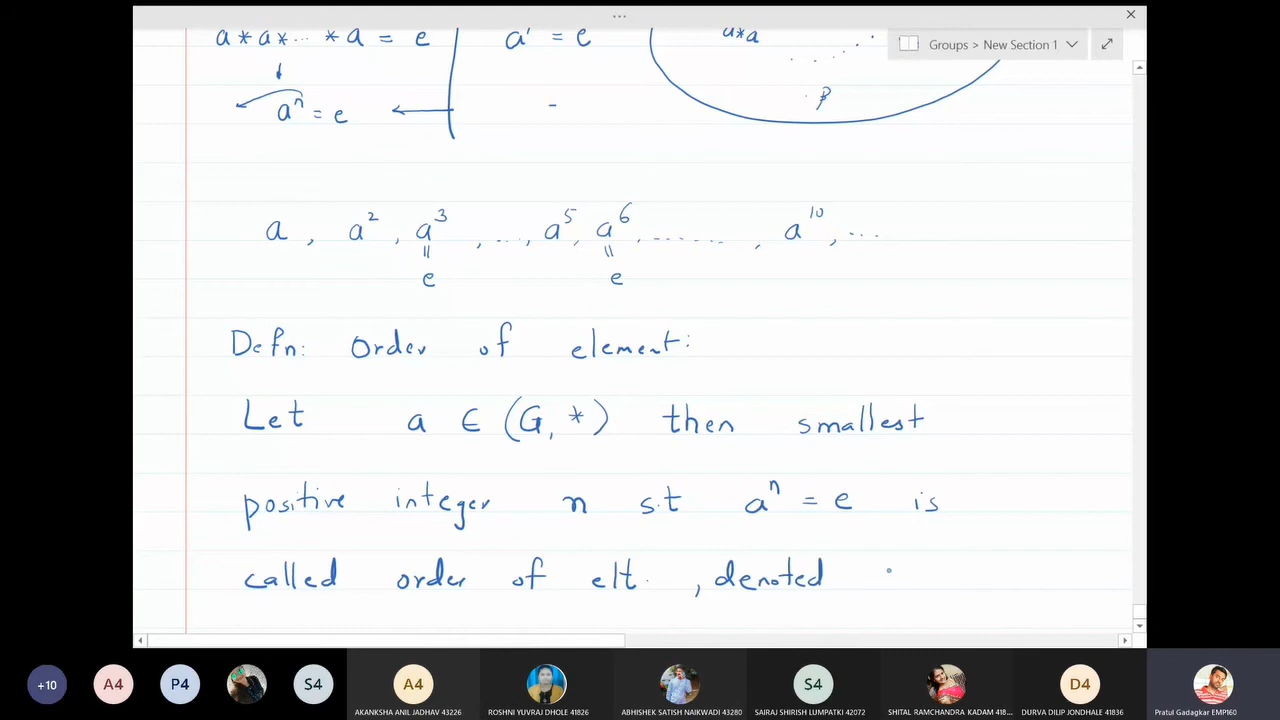 Groups > New Section 1
a * a * ... * a = e
a' = e
a*a
aⁿ = e
a , a² , a³ , ..., a⁵, a⁶, ........ , a¹⁰, ...
e e
Defn: Order of element:
Let a ∈ (G, *) then smallest
positive integer n s.t aⁿ = e is
called order of elt. , denoted
+10 A4 P4 S4 A4 S4 D4
AKANKSHA ANIL JADHAV 43226 ROSHNI YUVRAJ DHOLE 41826 ABHISHEK SATISH NAIKWADI 43280 SAIRAJ SHIRISH LUMPATKI 42072 SHITAL RAMCHANDRA KADAM 418... DURVA DILIP JONDHALE 41836 Pratul Gadagkar EMP160